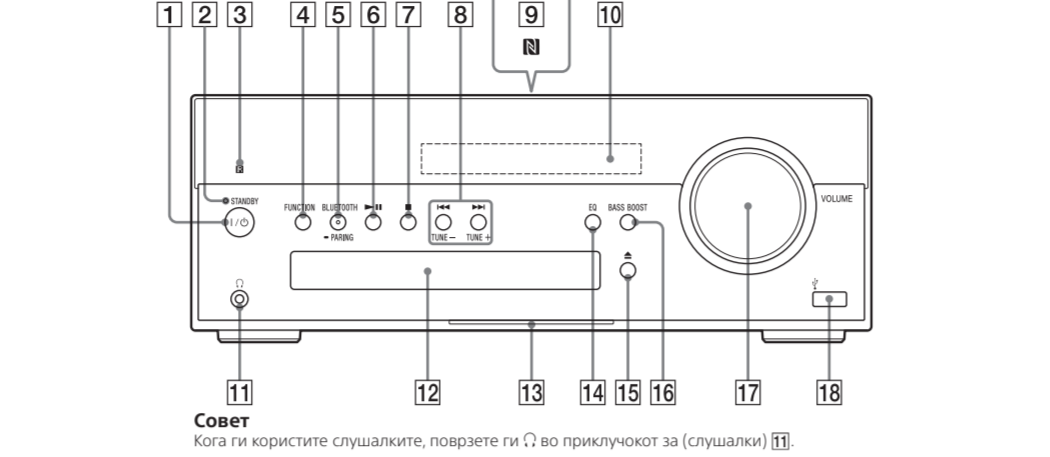 1 2 3 4 5 6 7 8 9 10
STANDBY
I/⏻
FUNCTION BLUETOOTH
PARING
TUNE − TUNE +
EQ BASS BOOST
VOLUME
11 12 13 14 15 16 17 18
Совет
Кога ги користите слушалките, поврзете ги 🎧 во приклучокот за (слушалки) 11.